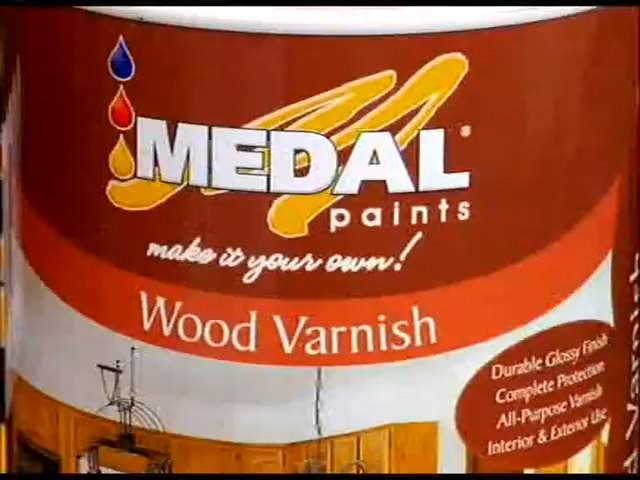 MEDAL®
paints
make it your own!
Wood Varnish
Durable Glossy Finish
Complete Protection
All-Purpose Varnish
Interior & Exterior Use